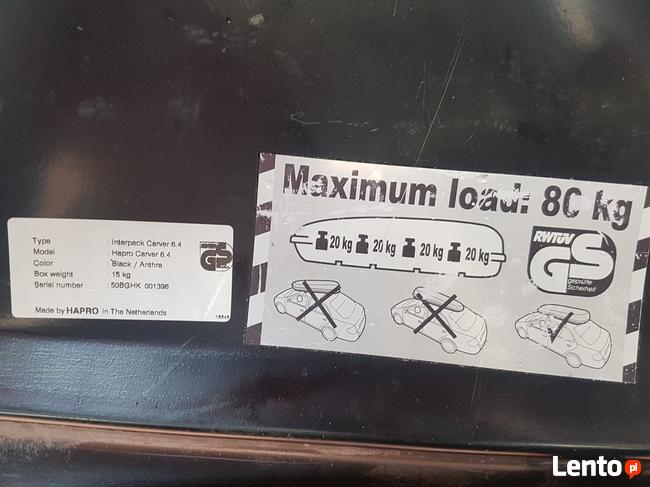 Type : Interpack Carver 6.4
Model : Hapro Carver 6.4
Color : Black / Anthra
Box weight : 15 kg
Serial number : 50BGHK 001396
Made by HAPRO in The Netherlands
Maximum load: 80 kg
20 kg 20 kg 20 kg 20 kg
RWTÜV
GS
geprüfte
Sicherheit
Lento pl